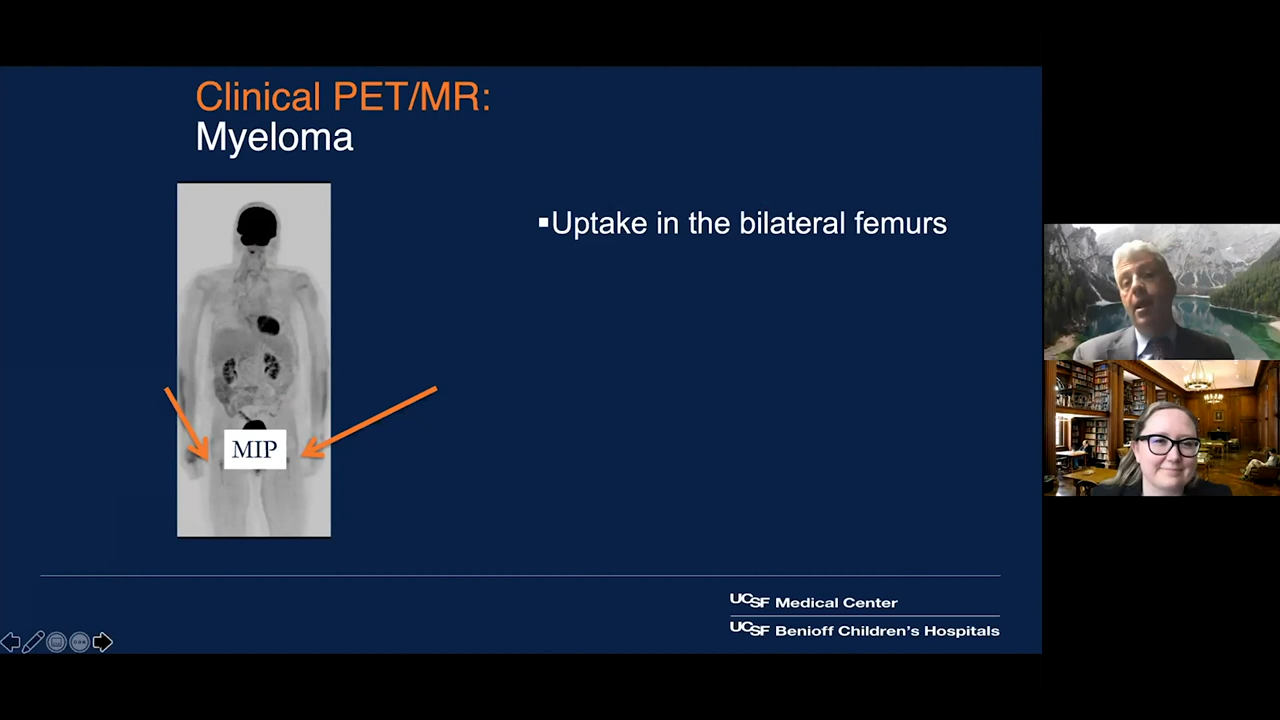 Clinical PET/MR:
Myeloma
▪Uptake in the bilateral femurs
MIP
UCSF Medical Center
UCSF Benioff Children's Hospitals